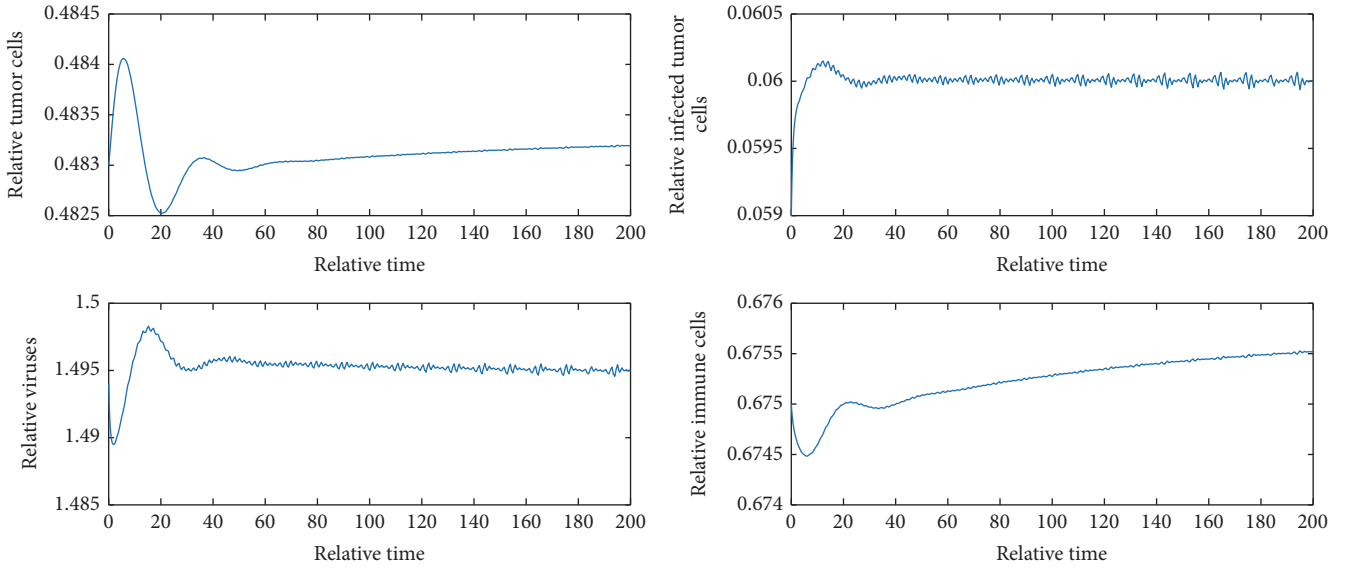 Relative tumor cells
0.4845
0.484
0.4835
0.483
0.4825
0 20 40 60 80 100 120 140 160 180 200
Relative time
Relative infected tumor
cells
0.0605
0.06
0.0595
0.059
0 20 40 60 80 100 120 140 160 180 200
Relative time
Relative viruses
1.5
1.495
1.49
1.485
0 20 40 60 80 100 120 140 160 180 200
Relative time
Relative immune cells
0.676
0.6755
0.675
0.6745
0.674
0 20 40 60 80 100 120 140 160 180 200
Relative time